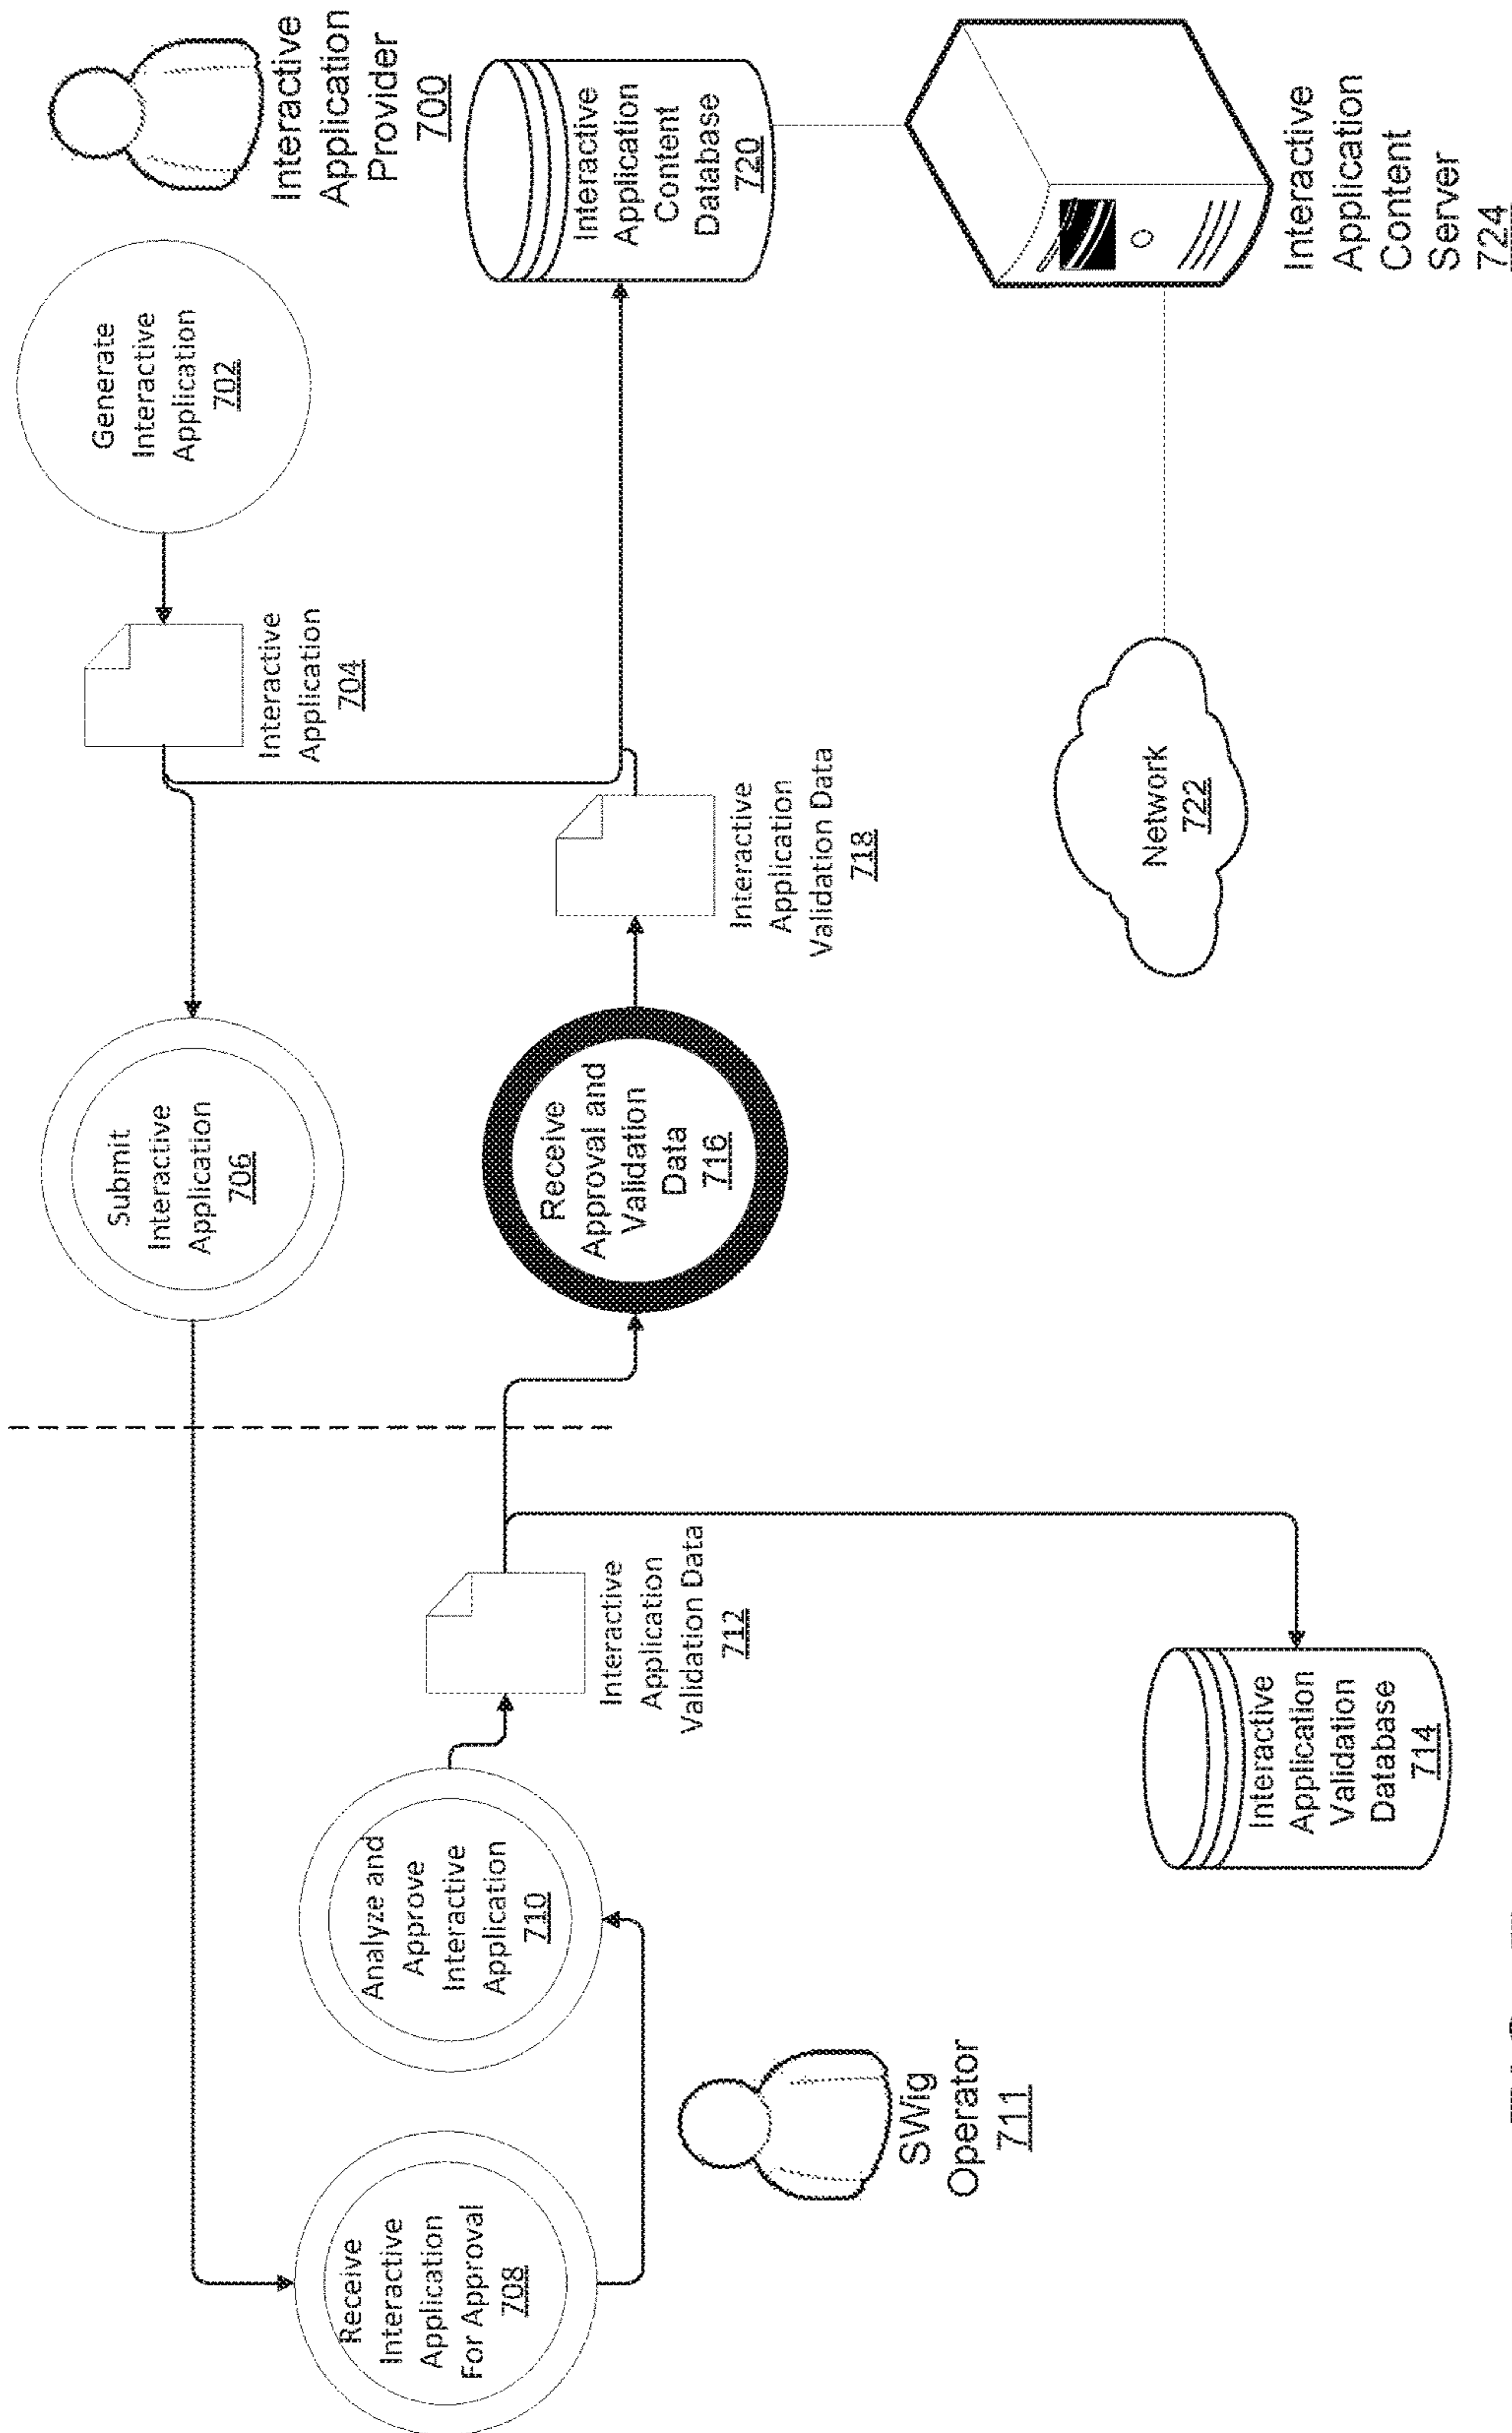 Receive
Interactive
Application
For Approval
708
Analyze and
Approve
Interactive
Application
710
SWig
Operator
711
Interactive
Application
Validation Data
712
Interactive
Application
Validation
Database
714
Submit
Interactive
Application
706
Receive
Approval and
Validation
Data
716
Interactive
Application
704
Interactive
Application
Validation Data
718
Generate
Interactive
Application
702
Interactive
Application
Provider
700
Interactive
Application
Content
Database
720
Network
722
Interactive
Application
Content
Server
724